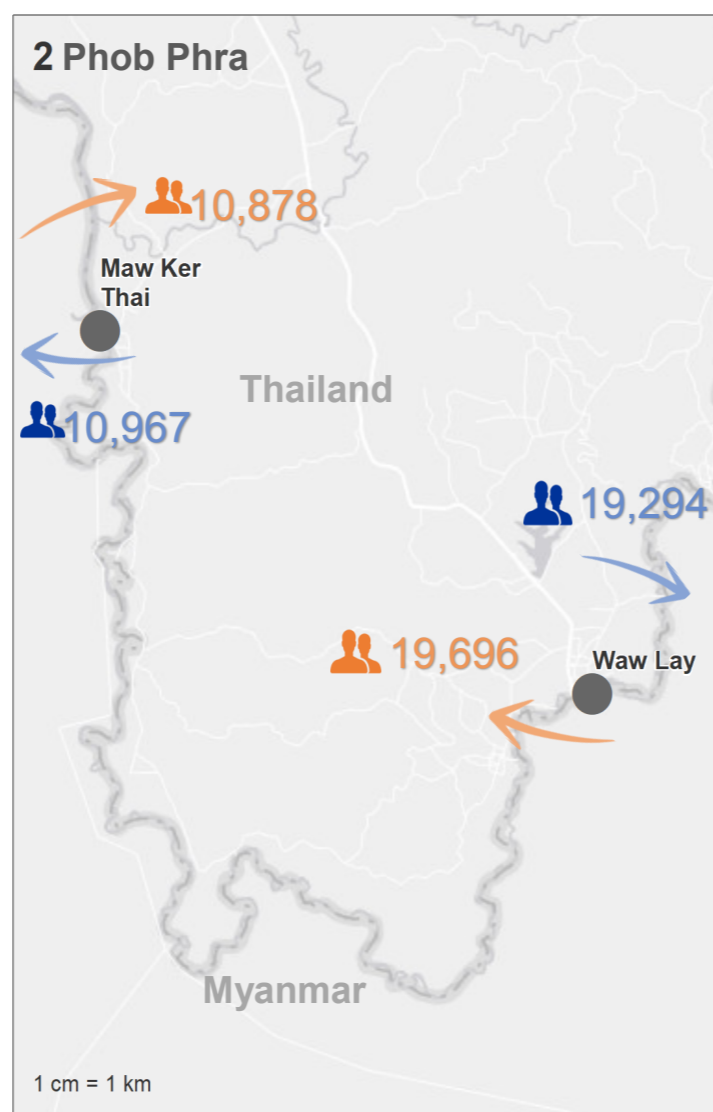 2 Phob Phra
10,878
Maw Ker
Thai
Thailand
10,967
19,294
19,696
Waw Lay
Myanmar
1 cm = 1 km